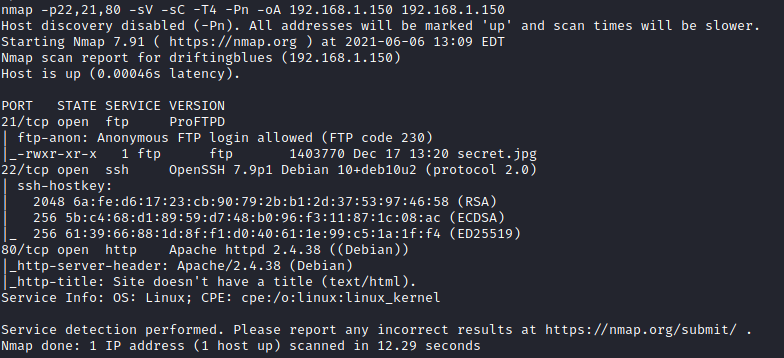 nmap -p22,21,80 -sV -sC -T4 -Pn -oA 192.168.1.150 192.168.1.150
Host discovery disabled (-Pn). All addresses will be marked 'up' and scan times will be slower.
Starting Nmap 7.91 ( https://nmap.org ) at 2021-06-06 13:09 EDT
Nmap scan report for driftingblues (192.168.1.150)
Host is up (0.00046s latency).

PORT   STATE SERVICE VERSION
21/tcp open  ftp     ProFTPD
| ftp-anon: Anonymous FTP login allowed (FTP code 230)
|_-rwxr-xr-x   1 ftp      ftp       1403770 Dec 17 13:20 secret.jpg
22/tcp open  ssh     OpenSSH 7.9p1 Debian 10+deb10u2 (protocol 2.0)
| ssh-hostkey:
|   2048 6a:fe:d6:17:23:cb:90:79:2b:b1:2d:37:53:97:46:58 (RSA)
|   256 5b:c4:68:d1:89:59:d7:48:b0:96:f3:11:87:1c:08:ac (ECDSA)
|_  256 61:39:66:88:1d:8f:f1:d0:40:61:1e:99:c5:1a:1f:f4 (ED25519)
80/tcp open  http    Apache httpd 2.4.38 ((Debian))
|_http-server-header: Apache/2.4.38 (Debian)
|_http-title: Site doesn't have a title (text/html).
Service Info: OS: Linux; CPE: cpe:/o:linux:linux_kernel

Service detection performed. Please report any incorrect results at https://nmap.org/submit/ .
Nmap done: 1 IP address (1 host up) scanned in 12.29 seconds